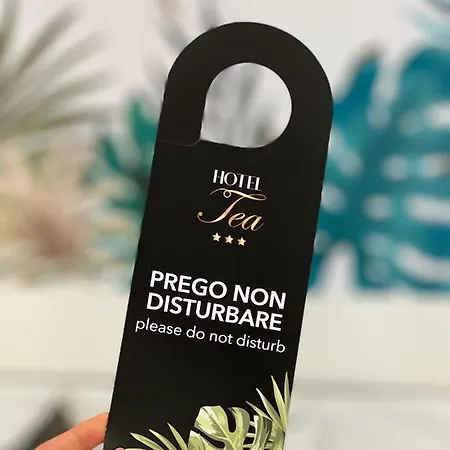 HOTEL
Tea
★★★
PREGO NON
DISTURBARE
please do not disturb